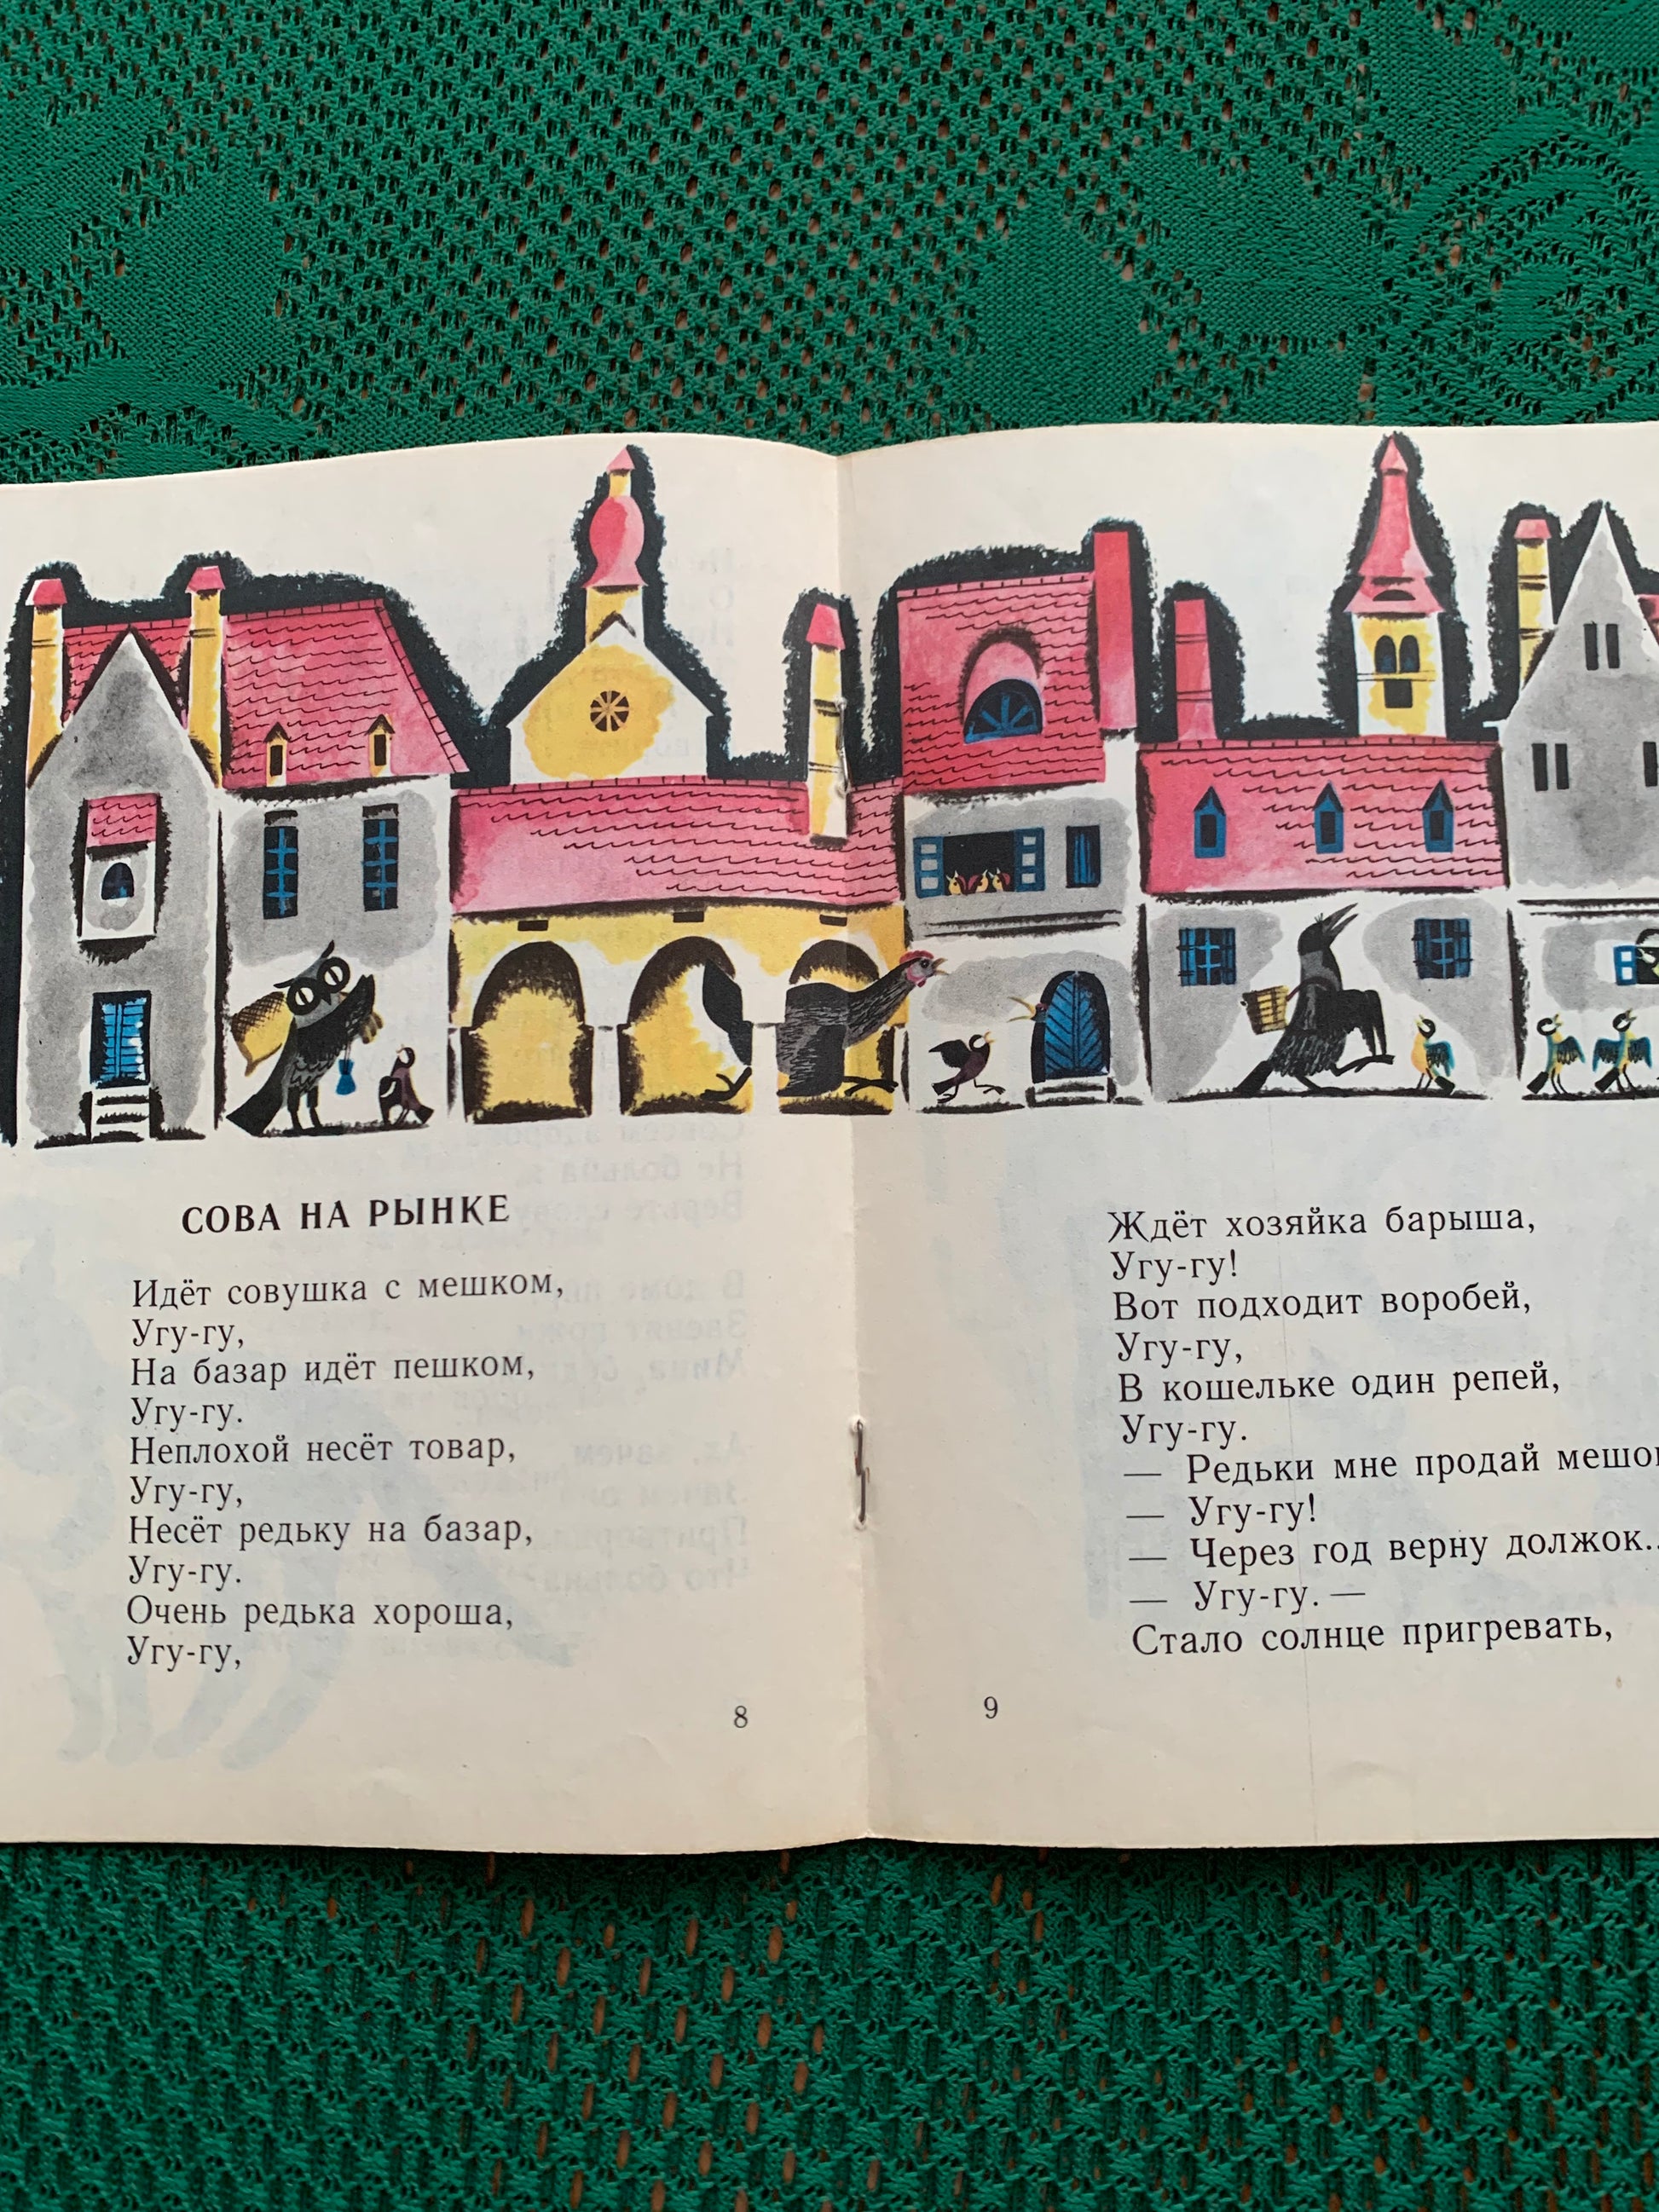 СОВА НА РЫНКЕ
Идёт совушка с мешком,
Угу-гу,
На базар идёт пешком,
Угу-гу.
Неплохой несёт товар,
Угу-гу,
Несёт редьку на базар,
Угу-гу.
Очень редька хороша,
Угу-гу,
8
Ждёт хозяйка барыша,
Угу-гу!
Вот подходит воробей,
Угу-гу,
В кошельке один репей,
Угу-гу.
— Редьки мне продай мешо
— Угу-гу!
— Через год верну должок..
— Угу-гу. —
Стало солнце пригревать,
9